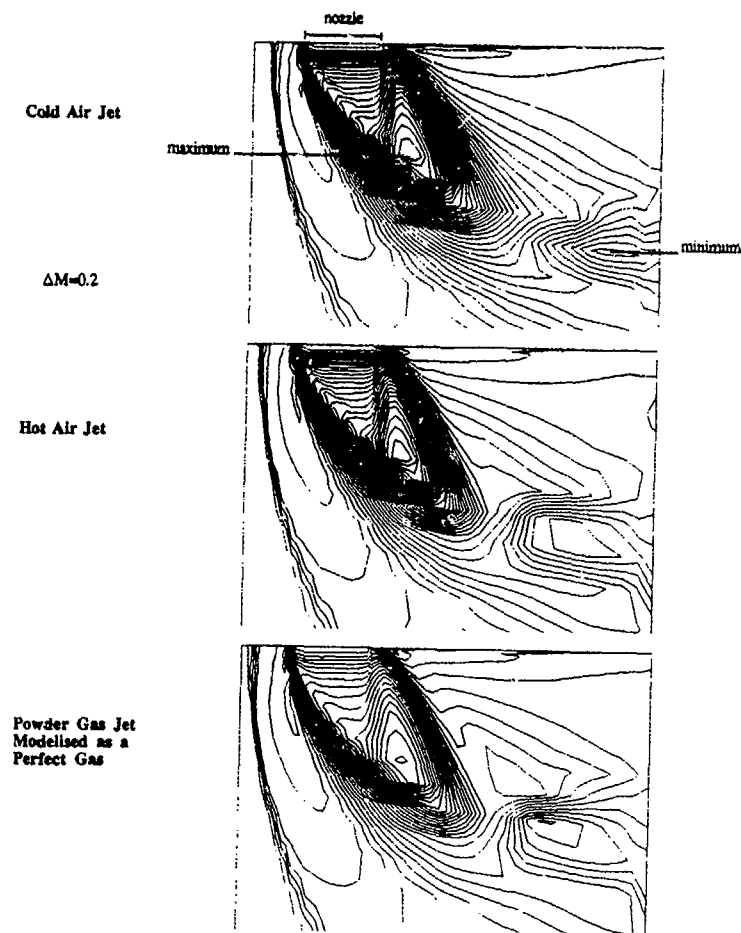 nozzle
Cold Air Jet
maximum
minimum
ΔM=0.2
Hot Air Jet
Powder Gas Jet
Modelised as a
Perfect Gas